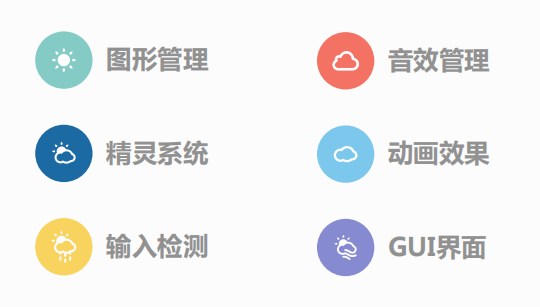 图形管理
音效管理
精灵系统
动画效果
输入检测
GUI界面